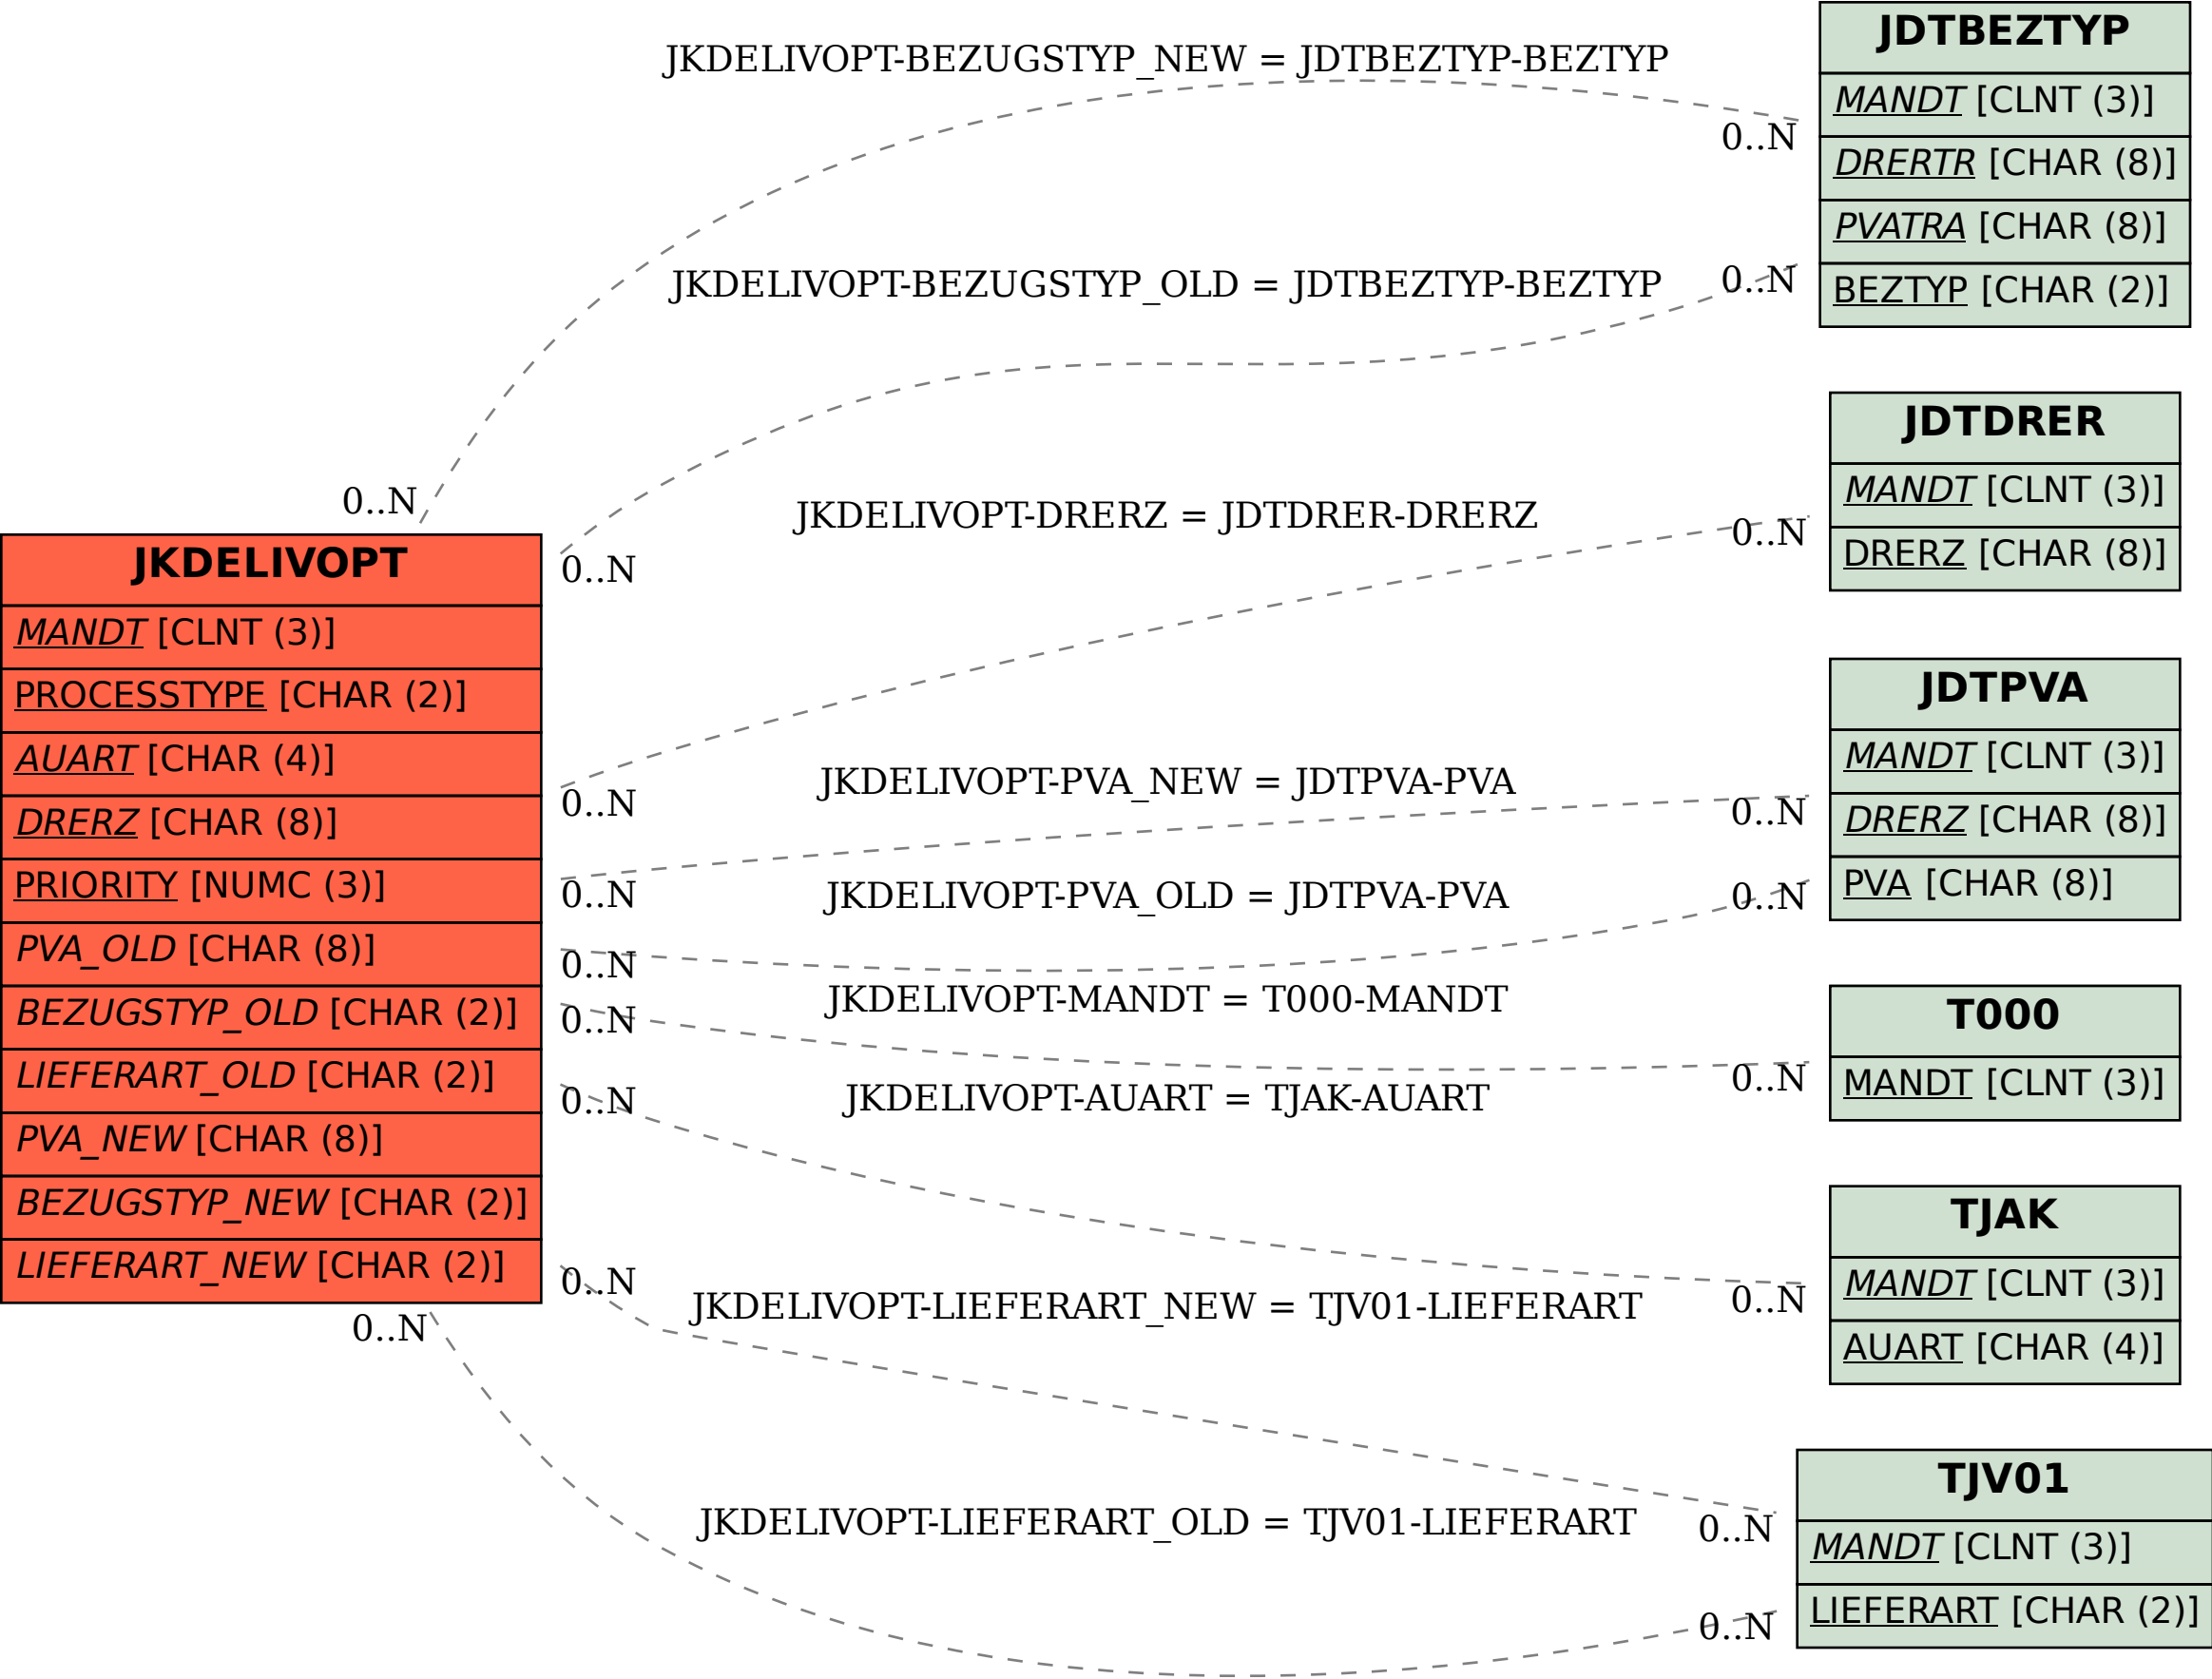 JKDELIVOPT-BEZUGSTYP_NEW = JDTBEZTYP-BEZTYP
0..N
0..N
JKDELIVOPT-BEZUGSTYP_OLD = JDTBEZTYP-BEZTYP
0..N
0..N
JKDELIVOPT-DRERZ = JDTDRER-DRERZ
0..N
0..N
JKDELIVOPT-PVA_NEW = JDTPVA-PVA
0..N
0..N
JKDELIVOPT-PVA_OLD = JDTPVA-PVA
0..N
0..N
JKDELIVOPT-MANDT = T000-MANDT
0..N
0..N
JKDELIVOPT-AUART = TJAK-AUART
0..N
0..N
JKDELIVOPT-LIEFERART_NEW = TJV01-LIEFERART
0..N
0..N
JKDELIVOPT-LIEFERART_OLD = TJV01-LIEFERART
0..N
0..N
JKDELIVOPT
MANDT [CLNT (3)]
PROCESSTYPE [CHAR (2)]
AUART [CHAR (4)]
DRERZ [CHAR (8)]
PRIORITY [NUMC (3)]
PVA_OLD [CHAR (8)]
BEZUGSTYP_OLD [CHAR (2)]
LIEFERART_OLD [CHAR (2)]
PVA_NEW [CHAR (8)]
BEZUGSTYP_NEW [CHAR (2)]
LIEFERART_NEW [CHAR (2)]
JDTBEZTYP
MANDT [CLNT (3)]
DRERTR [CHAR (8)]
PVATRA [CHAR (8)]
BEZTYP [CHAR (2)]
JDTDRER
MANDT [CLNT (3)]
DRERZ [CHAR (8)]
JDTPVA
MANDT [CLNT (3)]
DRERZ [CHAR (8)]
PVA [CHAR (8)]
T000
MANDT [CLNT (3)]
TJAK
MANDT [CLNT (3)]
AUART [CHAR (4)]
TJV01
MANDT [CLNT (3)]
LIEFERART [CHAR (2)]